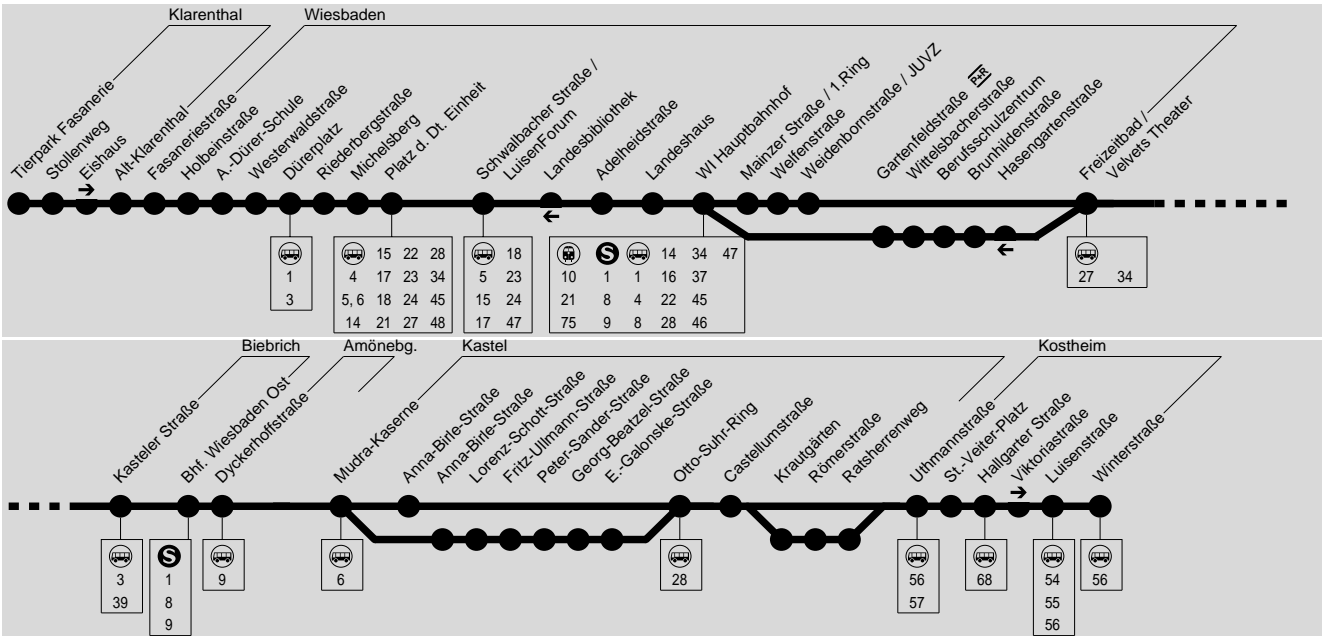 Klarenthal
Wiesbaden
Tierpark Fasanerie
Stollenweg
Eishaus
Alt-Klarenthal
Fasaneriestraße
Holbeinstraße
A.-Dürer-Schule
Westerwaldstraße
Dürerplatz
Riederbergstraße
Michelsberg
Platz d. Dt. Einheit
Schwalbacher Straße /
LuisenForum
Landesbibliothek
Adelheidstraße
Landeshaus
WI Hauptbahnhof
Mainzer Straße / 1.Ring
Welfenstraße
Weidenbornstraße / JUVZ
Gartenfeldstraße P+R
Wittelsbacherstraße
Berufsschulzentrum
Brunhildenstraße
Hasengartenstraße
Freizeitbad /
Velvets Theater
→
←
←
1
3
15 22 28
4 17 23 34
5, 6 18 24 45
14 21 27 48
18
5 23
15 24
17 47
S 14 34 47
10 1 1 16 37
21 8 4 22 45
75 9 8 28 46
27 34
Biebrich
Amönebg.
Kastel
Kostheim
Kasteler Straße
Bhf. Wiesbaden Ost
Dyckerhoffstraße
Mudra-Kaserne
Anna-Birle-Straße
Anna-Birle-Straße
Lorenz-Schott-Straße
Fritz-Ullmann-Straße
Peter-Sander-Straße
Georg-Beatzel-Straße
E.-Galonske-Straße
Otto-Suhr-Ring
Castellumstraße
Krautgärten
Römerstraße
Ratsherrenweg
Uthmannstraße
St.-Veiter-Platz
Hallgarter Straße
Viktoriastraße
Luisenstraße
Winterstraße
→
3
39
S
1
8
9
9
6
28
56
57
68
54
55
56
56